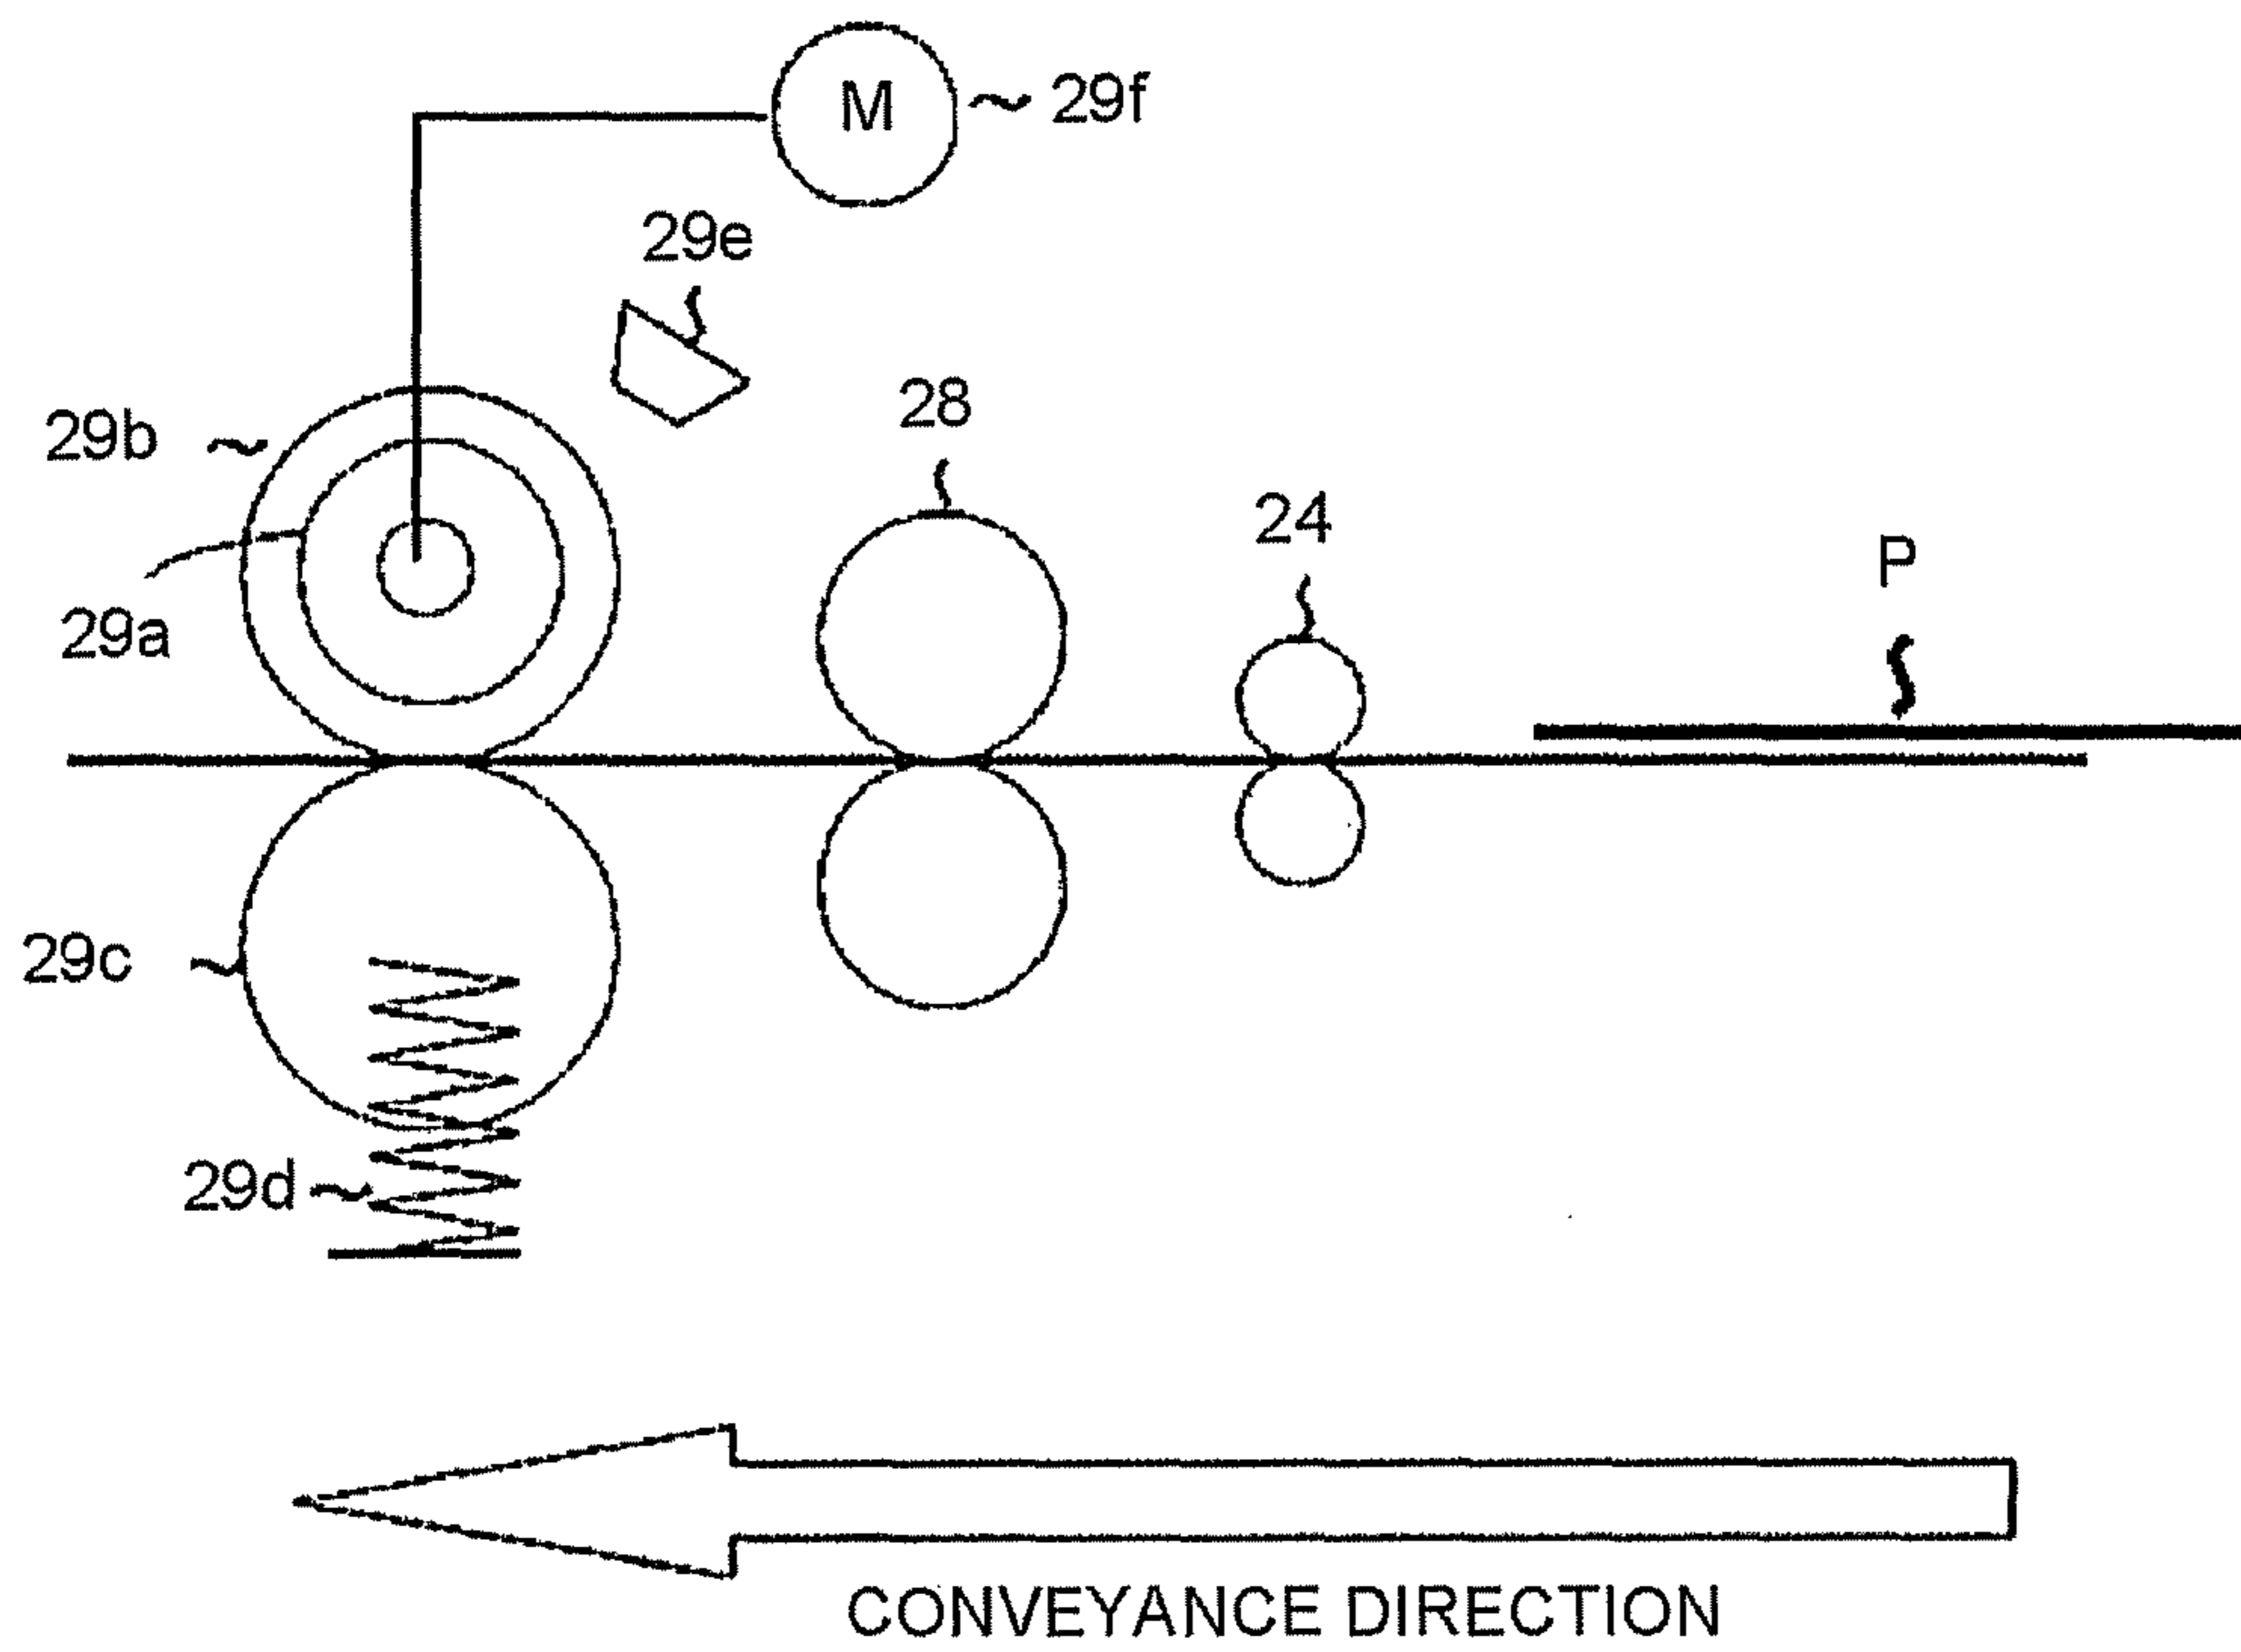 M
29f
29e
28
29b
24
P
29a
29c
29d
CONVEYANCE DIRECTION